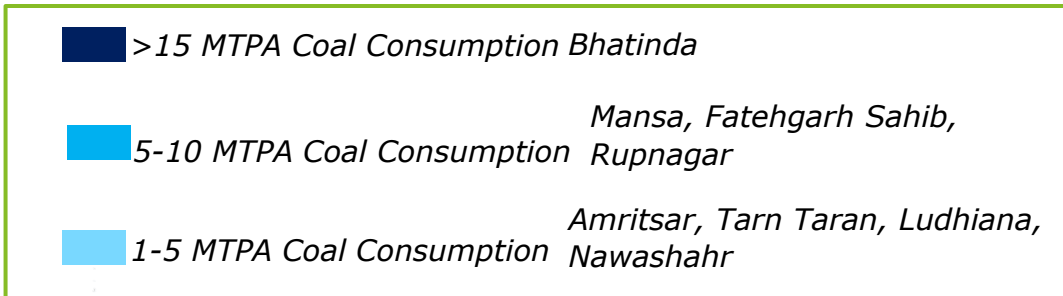 >15 MTPA Coal Consumption Bhatinda
5-10 MTPA Coal Consumption Mansa, Fatehgarh Sahib,
Rupnagar
1-5 MTPA Coal Consumption Amritsar, Tarn Taran, Ludhiana,
Nawashahr